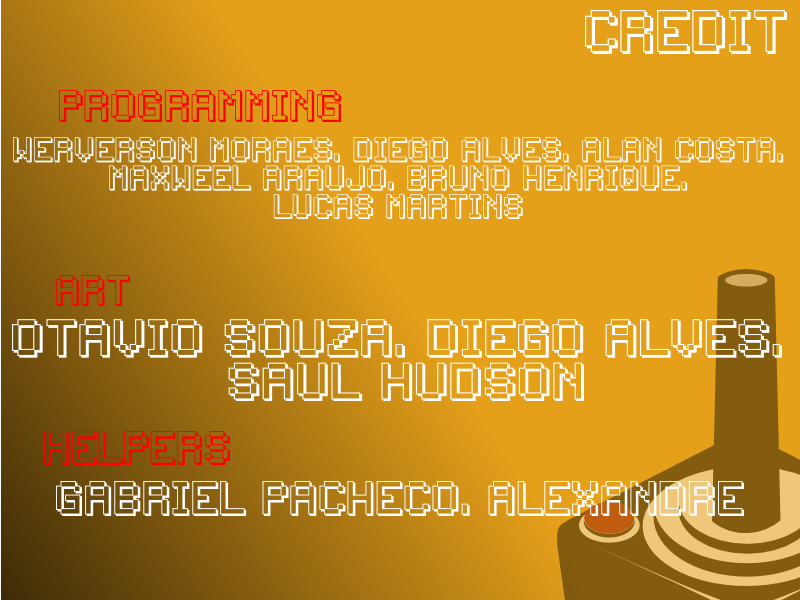 CREDIT
PROGRAMMING
WERVERSON MORAES, DIEGO ALVES, ALAN COSTA,
MAXWEEL ARAUJO, BRUNO HENRIQUE,
LUCAS MARTINS
ART
OTAVIO SOUZA, DIEGO ALVES,
SAUL HUDSON
HELPERS
GABRIEL PACHECO, ALEXANDRE